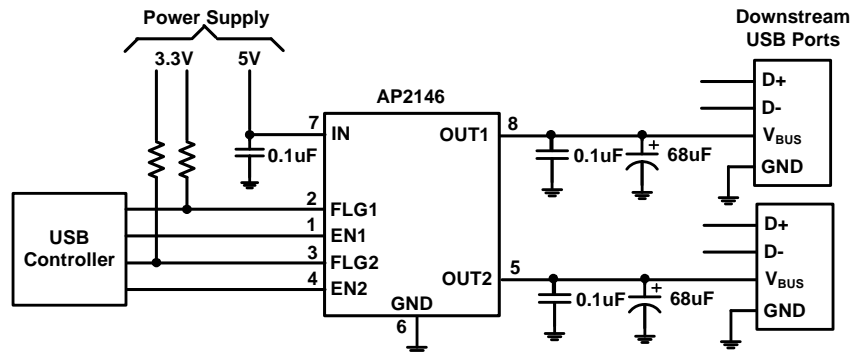 Power Supply
3.3V 5V
Downstream
USB Ports
AP2146
7 IN
OUT1 8
0.1uF
0.1uF
68uF
D+
D-
VBUS
GND
USB
Controller
2 FLG1
1 EN1
3 FLG2
4 EN2
GND
6
OUT2 5
0.1uF
68uF
D+
D-
VBUS
GND